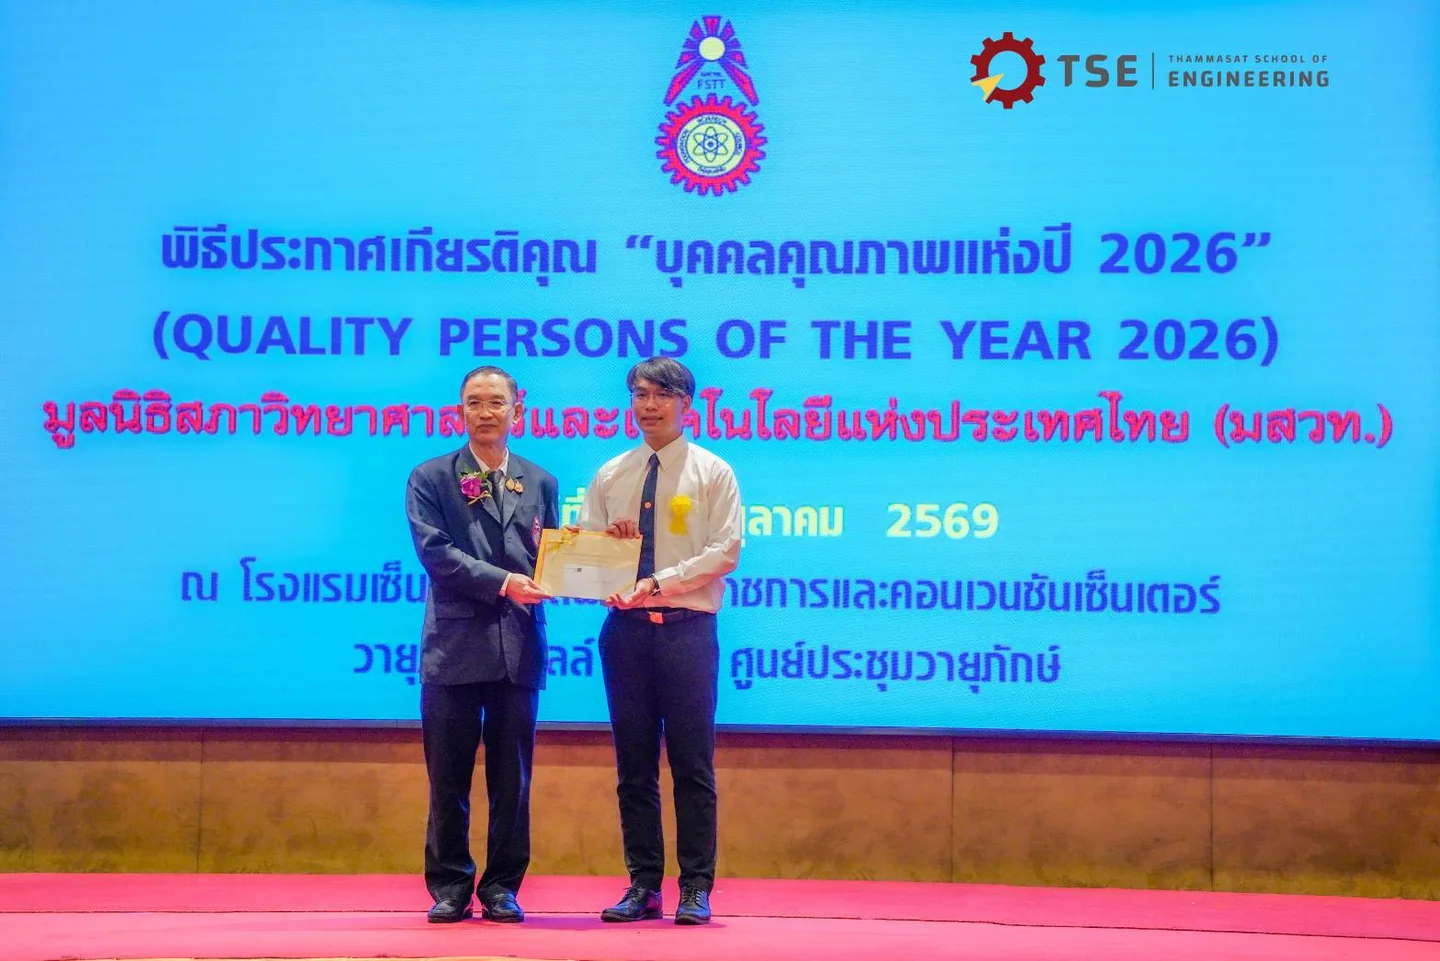 FSTT
TSE
THAMMASAT SCHOOL OF
ENGINEERING
พิธีประกาศเกียรติคุณ “บุคคลคุณภาพแห่งปี 2026”
(QUALITY PERSONS OF THE YEAR 2026)
มูลนิธิสภาวิทยาศาสตร์และเทคโนโลยีแห่งประเทศไทย (มสวท.)
ุลาคม 2569
ณ โรงแรมเซ็น ราชการและคอนเวนชันเซ็นเตอร์
วายุ ศูนย์ประชุมวายุภักษ์